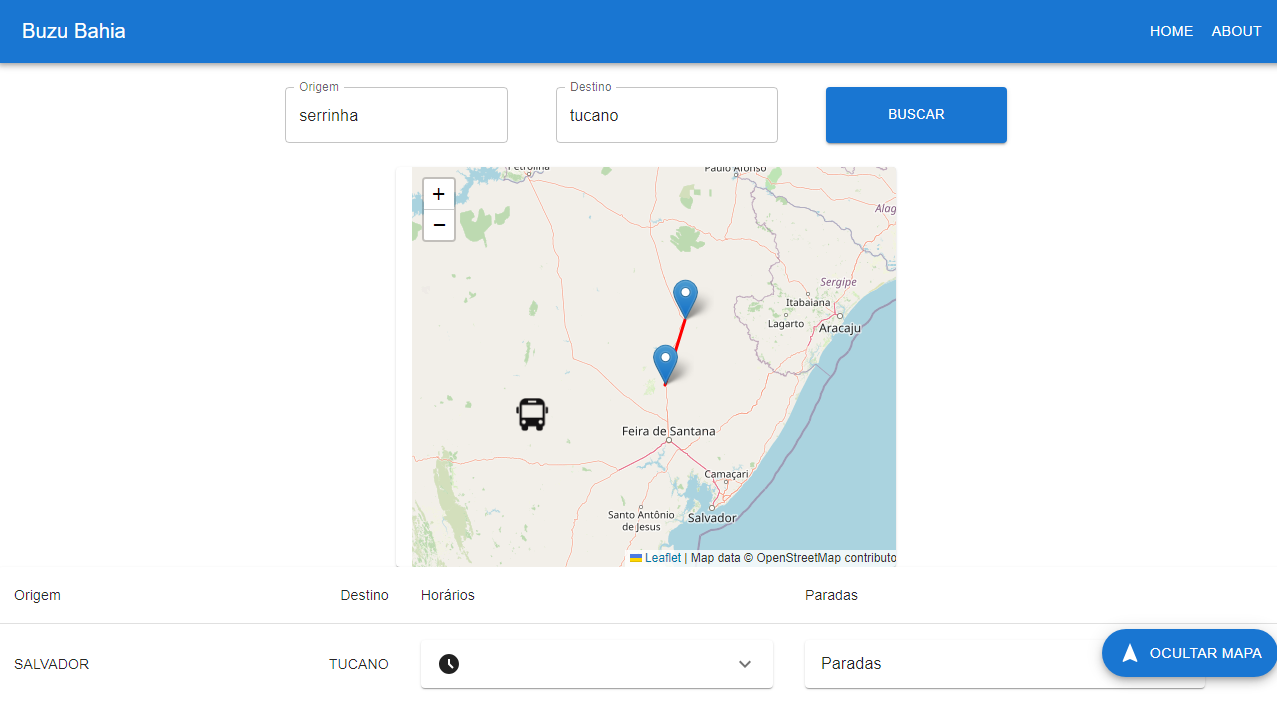 Buzu Bahia
HOME ABOUT
Origem
serrinha
Destino
tucano
BUSCAR
+
−
Petrolina
Paulo Afonso
Alag
Sergipe
Itabaiana
Lagarto
Aracaju
Feira de Santana
Camaçari
Santo Antônio
de Jesus
Salvador
Leaflet | Map data © OpenStreetMap contributo
Origem Destino Horários Paradas
SALVADOR TUCANO Paradas
OCULTAR MAPA